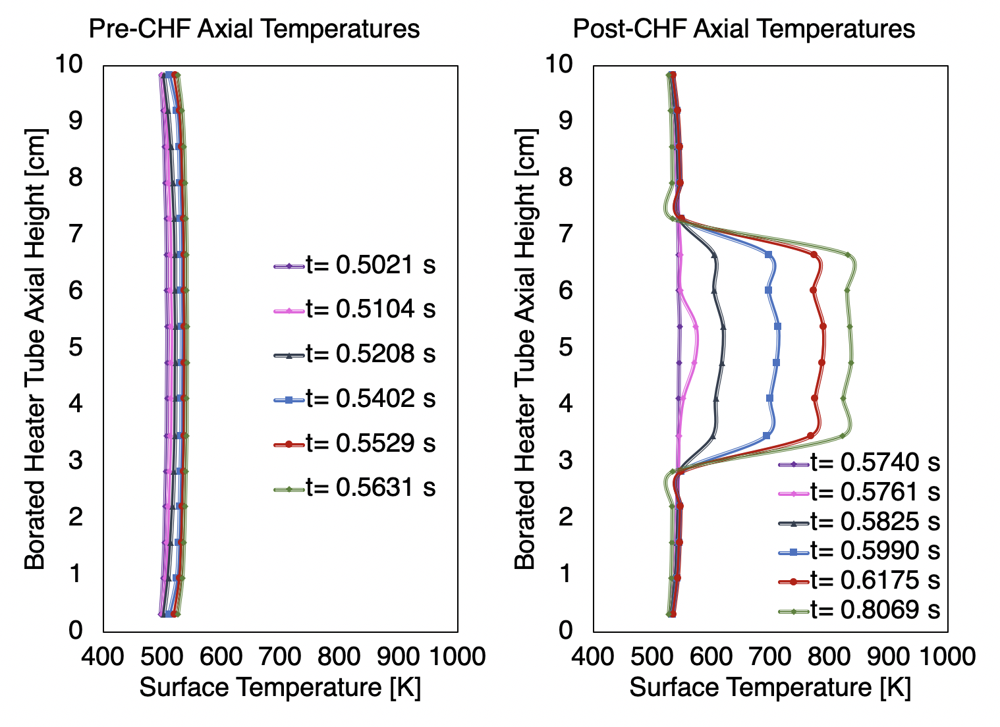 Pre-CHF Axial Temperatures
Borated Heater Tube Axial Height [cm]
10
9
8
7
6
5
4
3
2
1
0
t= 0.5021 s
t= 0.5104 s
t= 0.5208 s
t= 0.5402 s
t= 0.5529 s
t= 0.5631 s
400 500 600 700 800 900 1000
Surface Temperature [K]
Post-CHF Axial Temperatures
Borated Heater Tube Axial Height [cm]
10
9
8
7
6
5
4
3
2
1
0
t= 0.5740 s
t= 0.5761 s
t= 0.5825 s
t= 0.5990 s
t= 0.6175 s
t= 0.8069 s
400 500 600 700 800 900 1000
Surface Temperature [K]